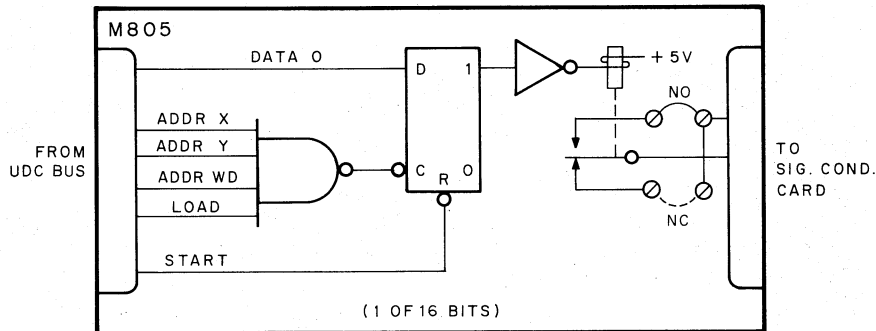 M805
DATA 0
D 1
+5V
NO
ADDR X
ADDR Y
ADDR WD
LOAD
FROM
UDC BUS
C 0
R
TO
SIG. COND.
CARD
NC
START
(1 OF 16 BITS)